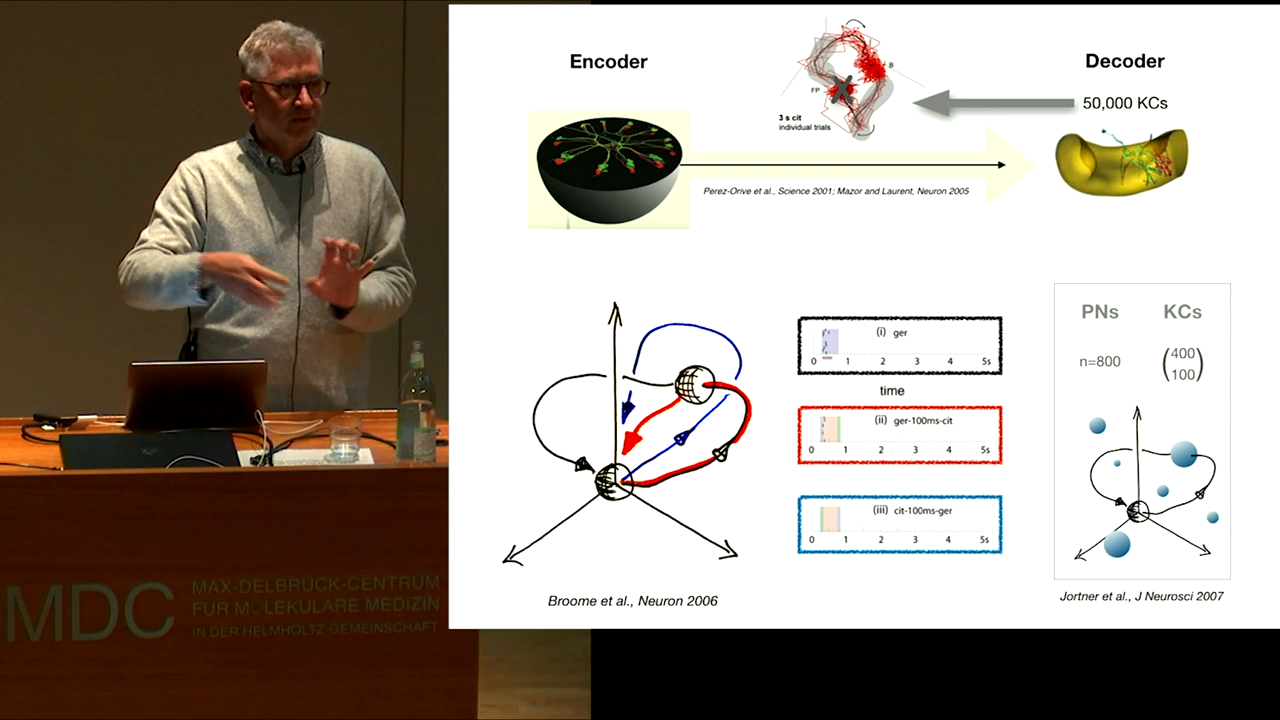 Encoder
Decoder
50,000 KCs
B
FP
3 s cit
individual trials
Perez-Orive et al., Science 2001; Mazor and Laurent, Neuron 2005
(i) ger
0 1 2 3 4 5s
time
(ii) ger-100ms-cit
0 1 2 3 4 5s
(iii) cit-100ms-ger
0 1 2 3 4 5s
PNs KCs
n=800
(400
100)
Broome et al., Neuron 2006
Jortner et al., J Neurosci 2007
MDC
MAX-DELBRÜCK-CENTRUM
FÜR MOLEKULARE MEDIZIN
IN DER HELMHOLTZ-GEMEINSCHAFT